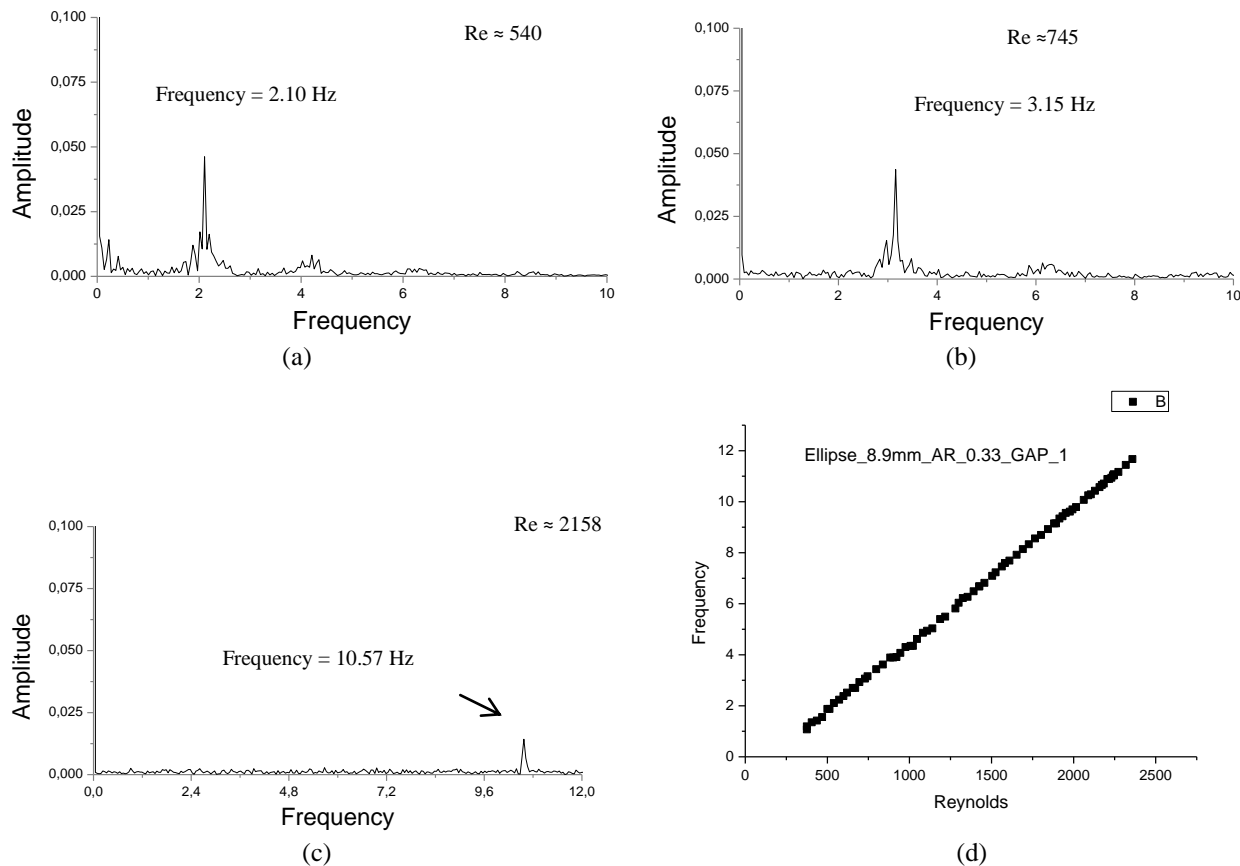 0,100
0,075
0,050
0,025
0,000
Amplitude
Re ≈ 540
Frequency = 2.10 Hz
0 2 4 6 8 10
Frequency
(a)
0,100
0,075
0,050
0,025
0,000
Amplitude
Re ≈745
Frequency = 3.15 Hz
0 2 4 6 8 10
Frequency
(b)
0,100
0,075
0,050
0,025
0,000
Amplitude
Re ≈ 2158
Frequency = 10.57 Hz
0,0 2,4 4,8 7,2 9,6 12,0
Frequency
(c)
B
Ellipse_8.9mm_AR_0.33_GAP_1
12
10
8
6
4
2
0
Frequency
0 500 1000 1500 2000 2500
Reynolds
(d)